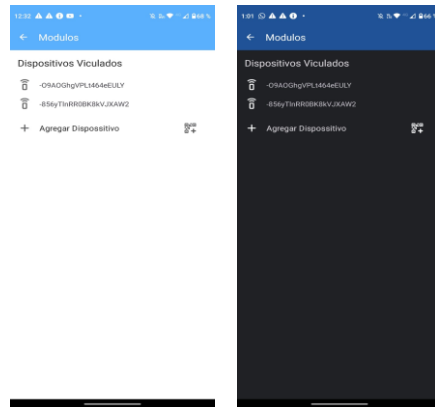 12:02
68 %
Modulos
Dispositivos Viculados
-O9AOGhgVPLt464eEULY
-856yTlnRR0BK8kVJXAW2
Agregar Dispossitivo
1:01
66 %
Modulos
Dispositivos Viculados
-O9AOGhgVPLt464eEULY
-856yTlnRR0BK8kVJXAW2
Agregar Dispossitivo